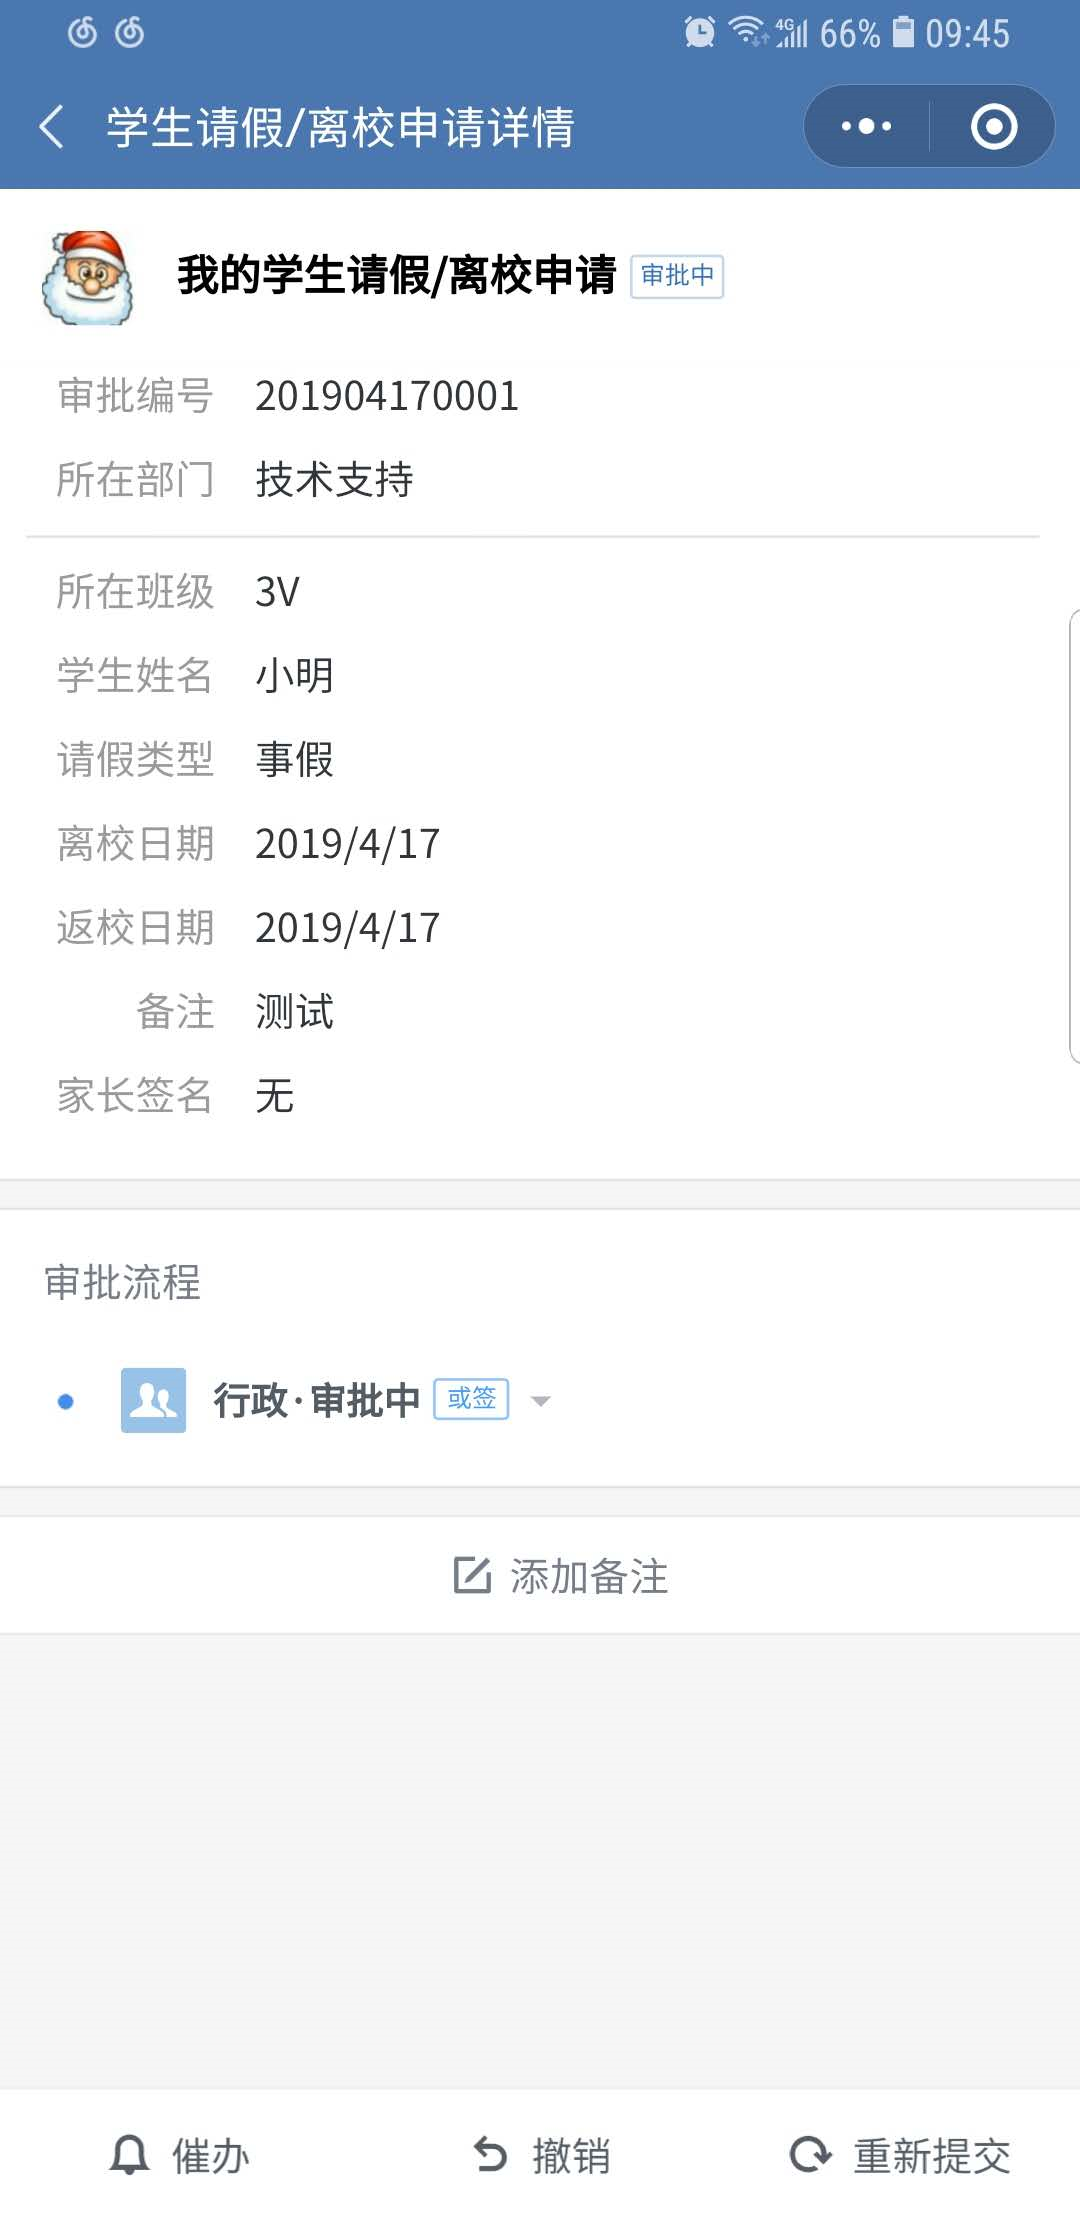 4G 66% 09:45
学生请假/离校申请详情
我的学生请假/离校申请 审批中
审批编号 201904170001
所在部门 技术支持
所在班级 3V
学生姓名 小明
请假类型 事假
离校日期 2019/4/17
返校日期 2019/4/17
备注 测试
家长签名 无
审批流程
行政·审批中 或签
添加备注
催办 撤销 重新提交